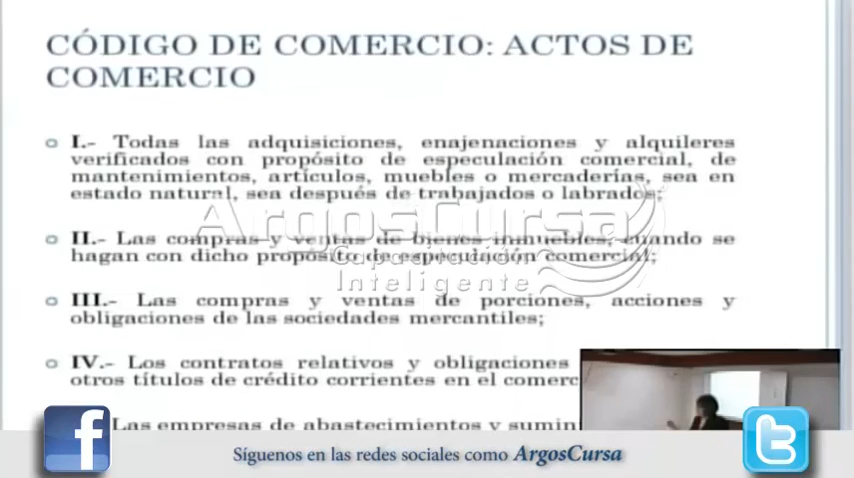 CÓDIGO DE COMERCIO: ACTOS DE
COMERCIO
I.- Todas las adquisiciones, enajenaciones y alquileres
verificados con propósito de especulación comercial, de
mantenimientos, artículos, muebles o mercaderías, sea en
estado natural, sea después de trabajados o labrados;
ArgosCursa
Capacitación
Inteligente
II.- Las compras y ventas de bienes inmuebles, cuando se
hagan con dicho propósito de especulación comercial;
III.- Las compras y ventas de porciones, acciones y
obligaciones de las sociedades mercantiles;
IV.- Los contratos relativos y obligaciones
otros títulos de crédito corrientes en el comerc
Las empresas de abastecimientos y sumin
Síguenos en las redes sociales como ArgosCursa